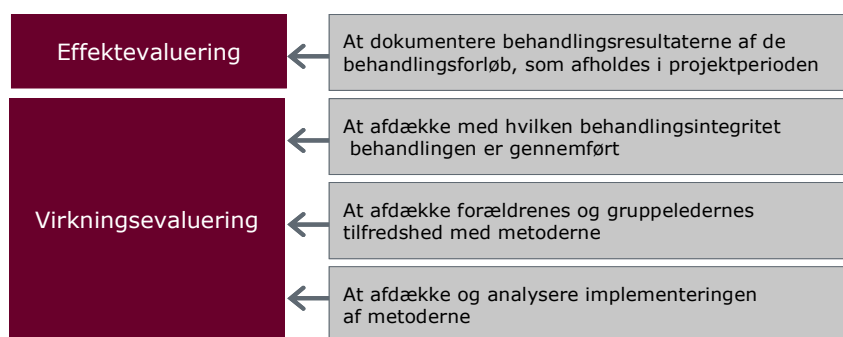 Effektevaluering
At dokumentere behandlingsresultaterne af de
behandlingsforløb, som afholdes i projektperioden
Virkningsevaluering
At afdække med hvilken behandlingsintegritet
behandlingen er gennemført
At afdække forældrenes og gruppeledernes
tilfredshed med metoderne
At afdække og analysere implementeringen
af metoderne